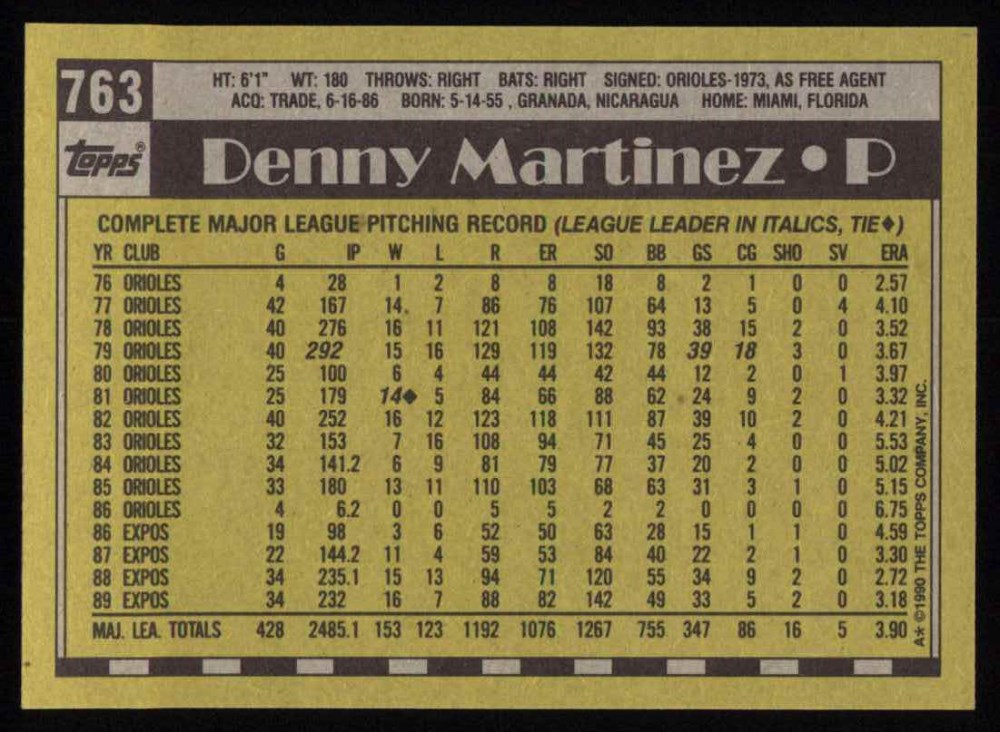 763
HT: 6'1" WT: 180 THROWS: RIGHT BATS: RIGHT SIGNED: ORIOLES-1973, AS FREE AGENT
ACQ: TRADE, 6-16-86 BORN: 5-14-55 , GRANADA, NICARAGUA HOME: MIAMI, FLORIDA
Topps®
Denny Martinez • P
COMPLETE MAJOR LEAGUE PITCHING RECORD (LEAGUE LEADER IN ITALICS, TIE♦)
YR CLUB G IP W L R ER SO BB GS CG SHO SV ERA
76 ORIOLES 4 28 1 2 8 8 18 8 2 1 0 0 2.57
77 ORIOLES 42 167 14 7 86 76 107 64 13 5 0 4 4.10
78 ORIOLES 40 276 16 11 121 108 142 93 38 15 2 0 3.52
79 ORIOLES 40 292 15 16 129 119 132 78 39 18 3 0 3.67
80 ORIOLES 25 100 6 4 44 44 42 44 12 2 0 1 3.97
81 ORIOLES 25 179 14♦ 5 84 66 88 62 24 9 2 0 3.32
82 ORIOLES 40 252 16 12 123 118 111 87 39 10 2 0 4.21
83 ORIOLES 32 153 7 16 108 94 71 45 25 4 0 0 5.53
84 ORIOLES 34 141.2 6 9 81 79 77 37 20 2 0 0 5.02
85 ORIOLES 33 180 13 11 110 103 68 63 31 3 1 0 5.15
86 ORIOLES 4 6.2 0 0 5 5 2 2 0 0 0 0 6.75
86 EXPOS 19 98 3 6 52 50 63 28 15 1 1 0 4.59
87 EXPOS 22 144.2 11 4 59 53 84 40 22 2 1 0 3.30
88 EXPOS 34 235.1 15 13 94 71 120 55 34 9 2 0 2.72
89 EXPOS 34 232 16 7 88 82 142 49 33 5 2 0 3.18
MAJ. LEA. TOTALS 428 2485.1 153 123 1192 1076 1267 755 347 86 16 5 3.90
A* ©1990 THE TOPPS COMPANY, INC.